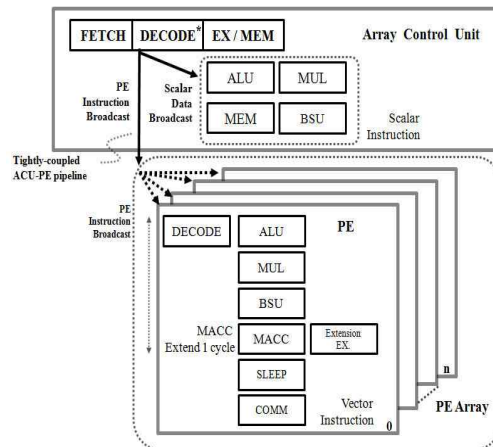 Array Control Unit
FETCH DECODE* EX / MEM
PE
Instruction
Broadcast
Scalar
Data
Broadcast
ALU MUL
MEM BSU
Scalar
Instruction
Tightly-coupled
ACU-PE pipeline
PE
Instruction
Broadcast
DECODE ALU PE
MUL
BSU
MACC
Extend 1 cycle
MACC
Extension
EX.
SLEEP
COMM
Vector
Instruction
0
n
PE Array